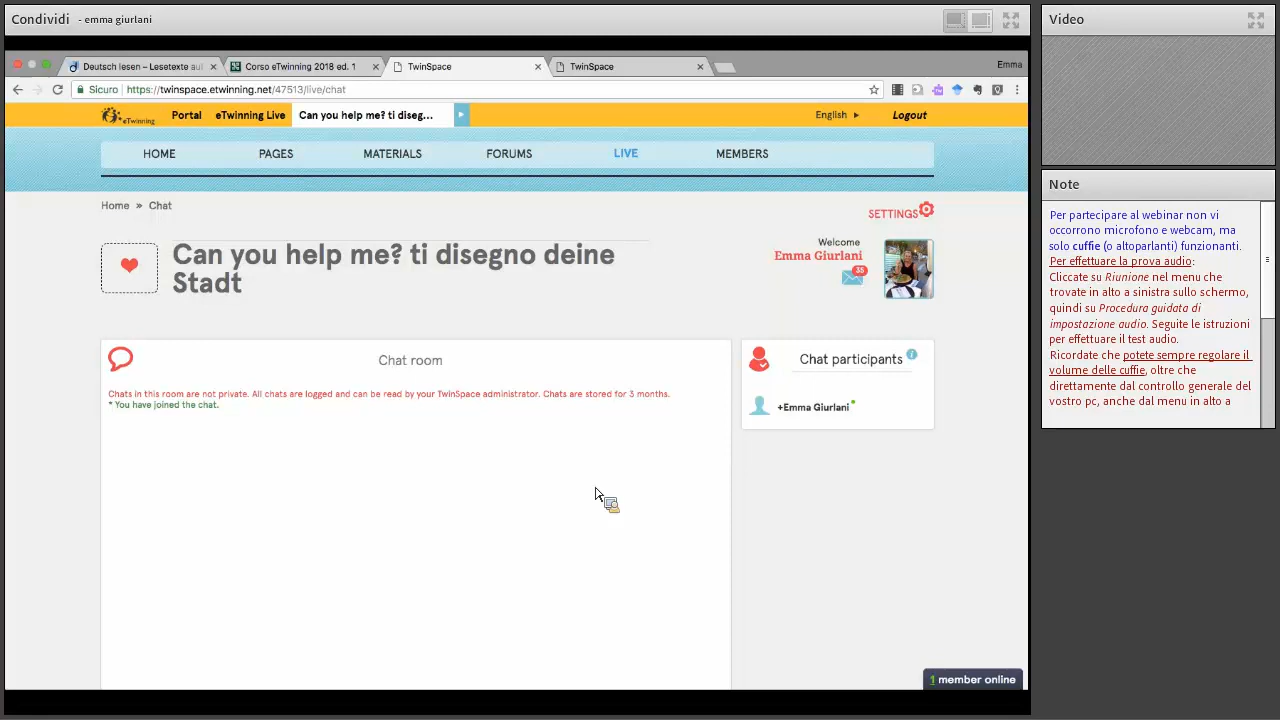 Condividi - emma giurlani
Deutsch lesen – Lesetexte auf
Corso eTwinning 2018 ed. 1
TwinSpace
TwinSpace
Emma
Sicuro https://twinspace.etwinning.net/47513/live/chat
eTwinning Portal eTwinning Live Can you help me? ti diseg... English Logout
HOME PAGES MATERIALS FORUMS LIVE MEMBERS
Home » Chat
SETTINGS
Can you help me? ti disegno deine
Stadt
Welcome
Emma Giurlani
35
Chat room
Chats in this room are not private. All chats are logged and can be read by your TwinSpace administrator. Chats are stored for 3 months.
* You have joined the chat.
Chat participants i
+Emma Giurlani
1 member online
Video
Note
Per partecipare al webinar non vi
occorrono microfono e webcam, ma
solo cuffie (o altoparlanti) funzionanti.
Per effettuare la prova audio:
Cliccate su Riunione nel menu che
trovate in alto a sinistra sullo schermo,
quindi su Procedura guidata di
impostazione audio. Seguite le istruzioni
per effettuare il test audio.
Ricordate che potete sempre regolare il
volume delle cuffie, oltre che
direttamente dal controllo generale del
vostro pc, anche dal menu in alto a